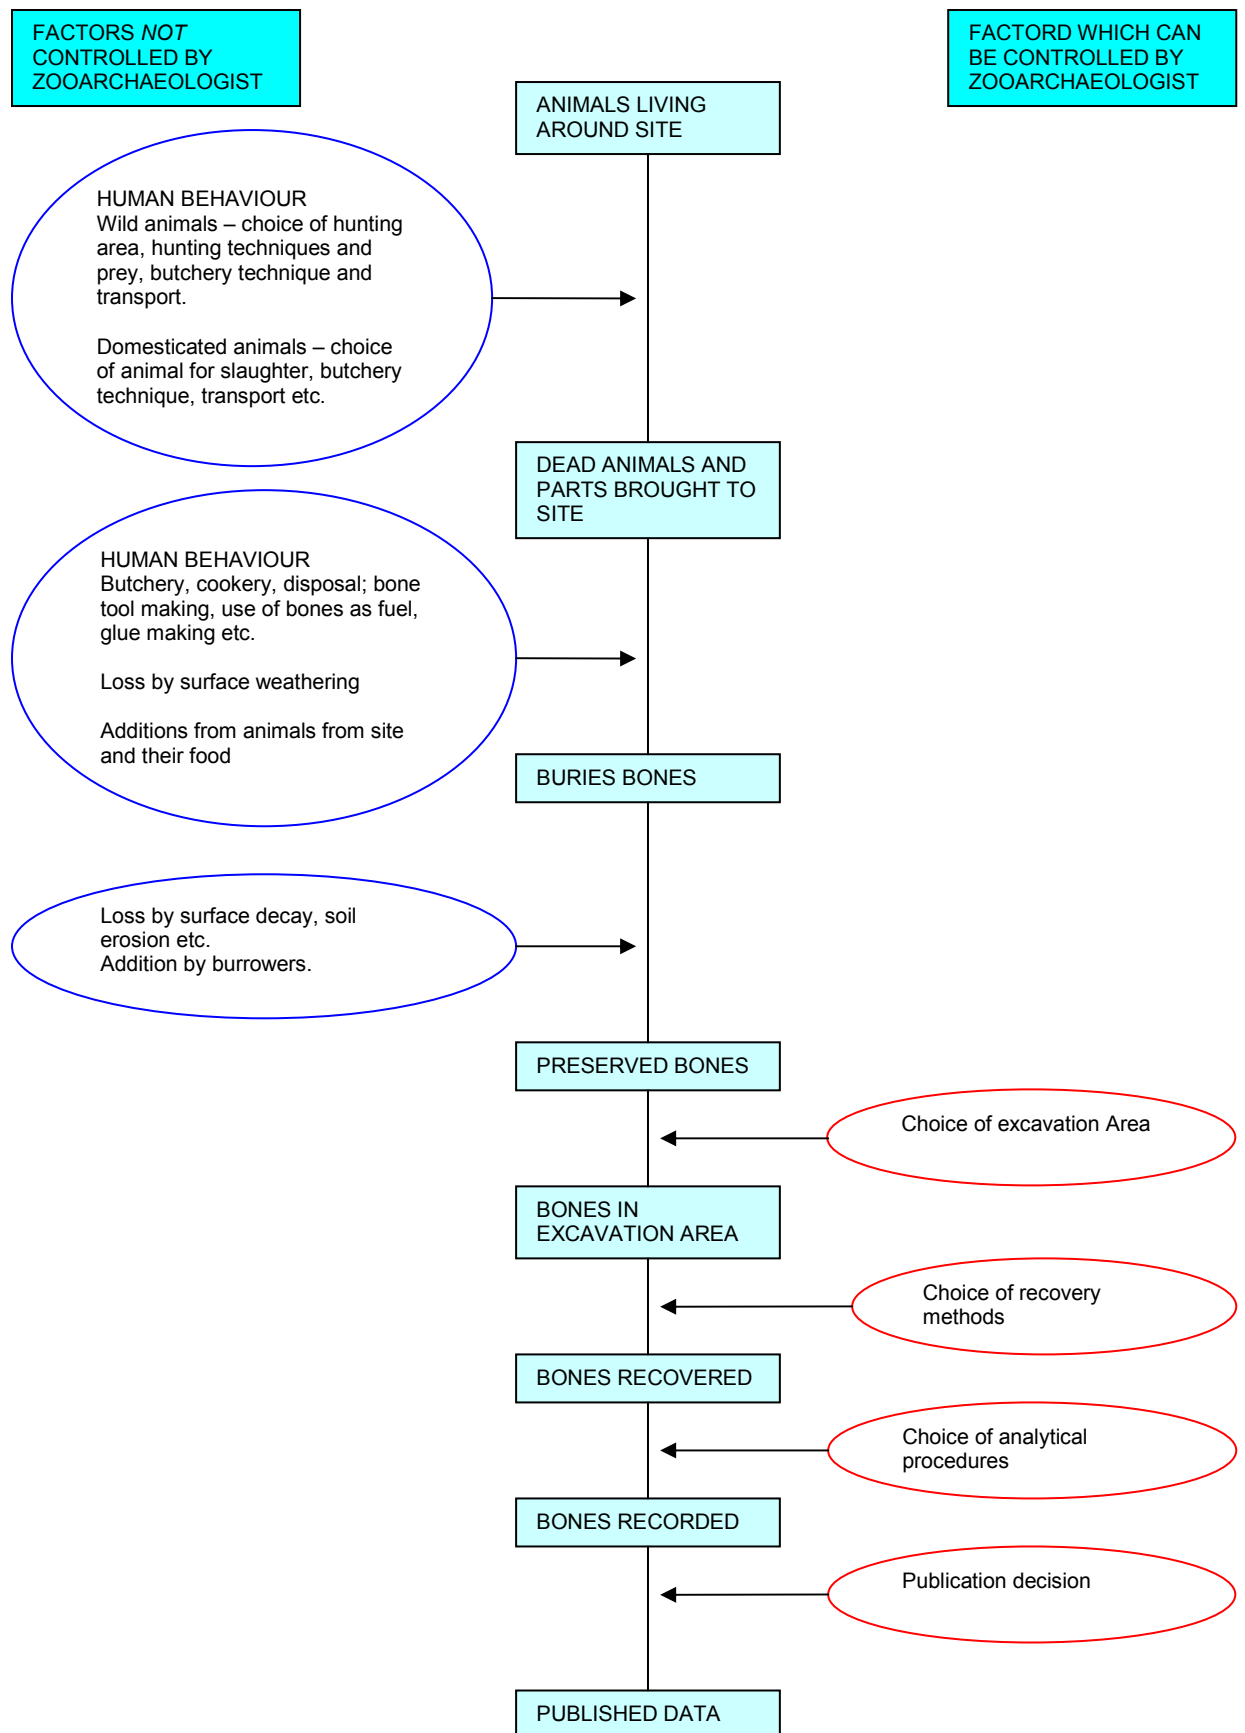 FACTORS NOT
CONTROLLED BY
ZOOARCHAEOLOGIST
FACTORD WHICH CAN
BE CONTROLLED BY
ZOOARCHAEOLOGIST
ANIMALS LIVING
AROUND SITE
HUMAN BEHAVIOUR
Wild animals – choice of hunting
area, hunting techniques and
prey, butchery technique and
transport.
Domesticated animals – choice
of animal for slaughter, butchery
technique, transport etc.
DEAD ANIMALS AND
PARTS BROUGHT TO
SITE
HUMAN BEHAVIOUR
Butchery, cookery, disposal; bone
tool making, use of bones as fuel,
glue making etc.
Loss by surface weathering
Additions from animals from site
and their food
BURIES BONES
Loss by surface decay, soil
erosion etc.
Addition by burrowers.
PRESERVED BONES
Choice of excavation Area
BONES IN
EXCAVATION AREA
Choice of recovery
methods
BONES RECOVERED
Choice of analytical
procedures
BONES RECORDED
Publication decision
PUBLISHED DATA